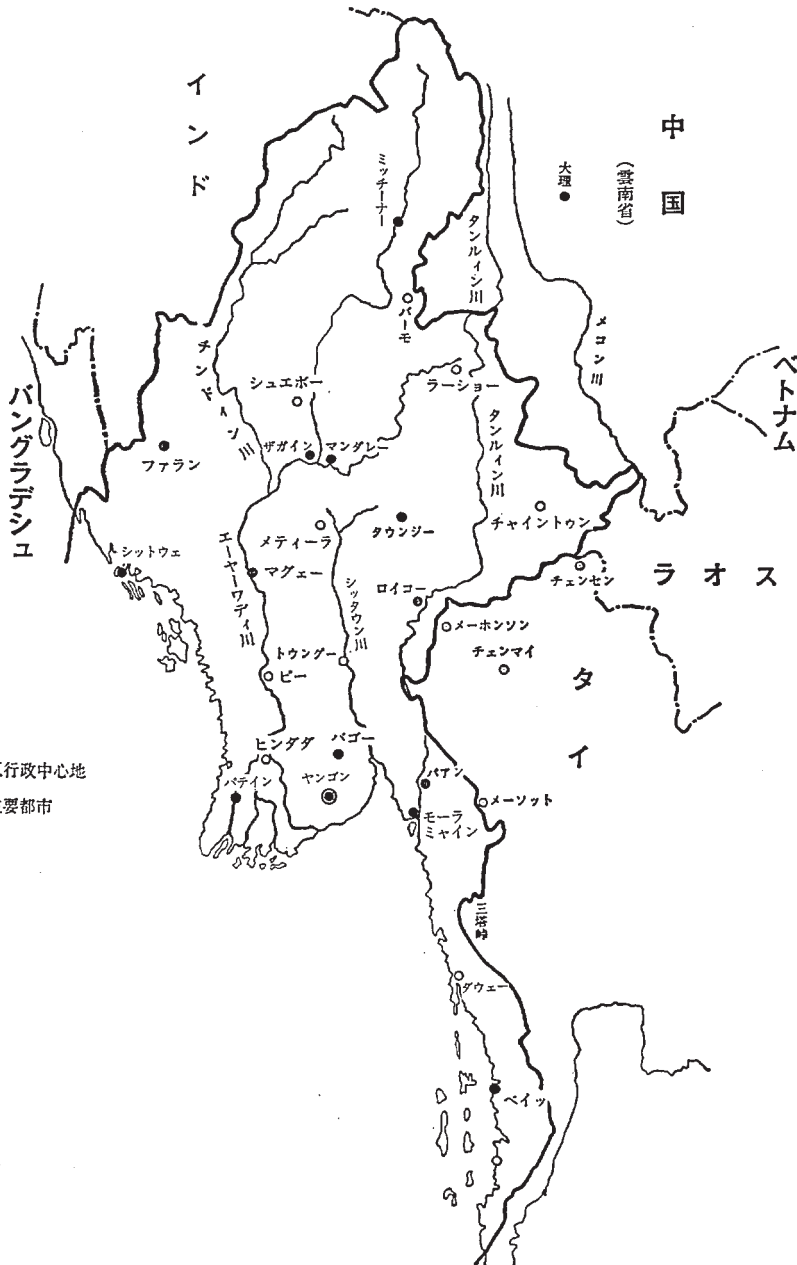 インド
中国
(雲南省)
大理
ミッチーナー
タンルウィン川
バーモ
メコン川
ベトナム
バングラデシュ
チンドィン川
シュエボー
ラーショー
ザガイン
マンダレー
ファラン
タンルィン川
チャイントゥン
メティーラ
タウンジー
シットウェ
エーヤーワディ川
マグェー
シッタウン川
ロイコー
チェンセン
ラオス
メーホンソン
チェンマイ
トウングー
ピー
タイ
ヒンダダ
バゴー
行政中心地
パテイン
ヤンゴン
パアン
メーソット
要都市
モーラ
ミャイン
三塔峠
ダウェー
ベイッ